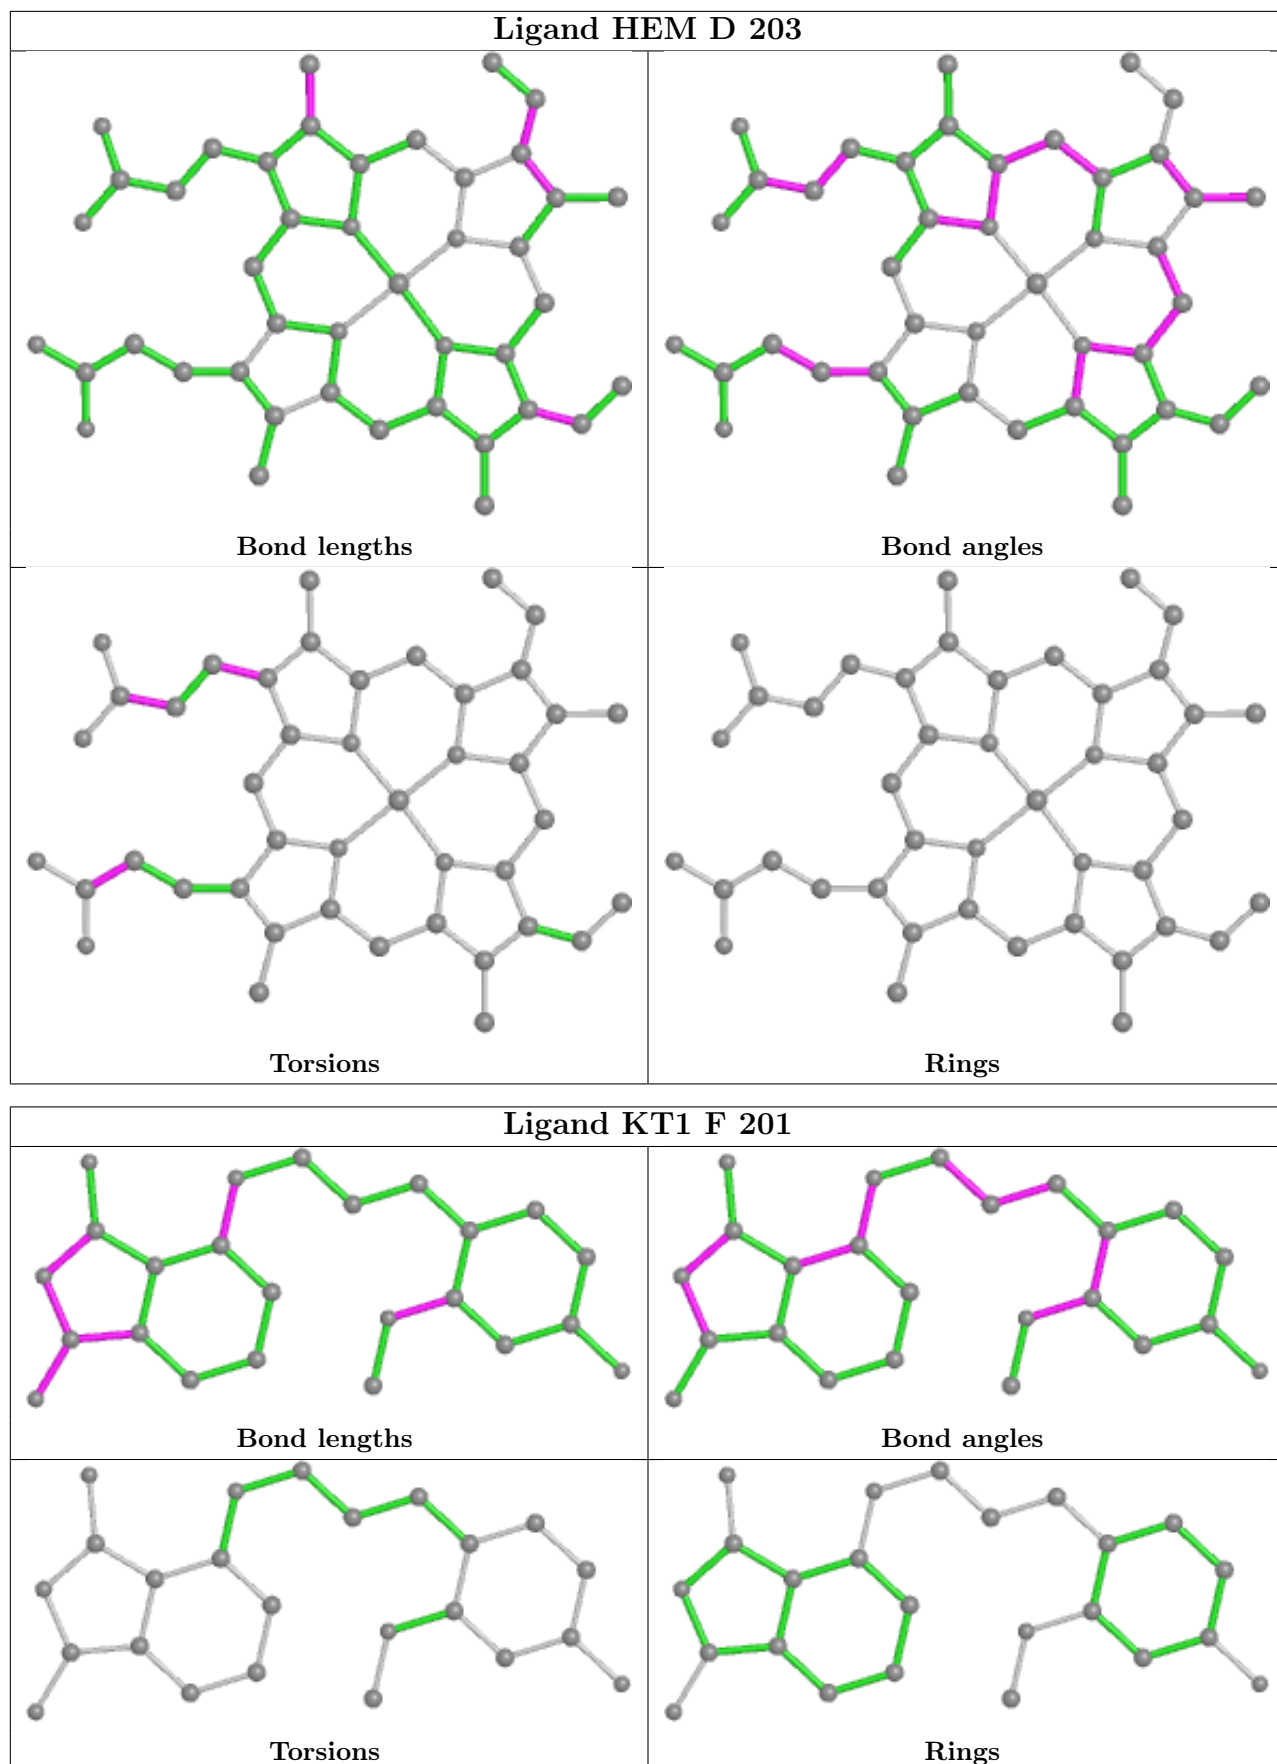 Ligand HEM D 203
Bond lengths
Bond angles
Torsions
Rings
Ligand KT1 F 201
Bond lengths
Bond angles
Torsions
Rings